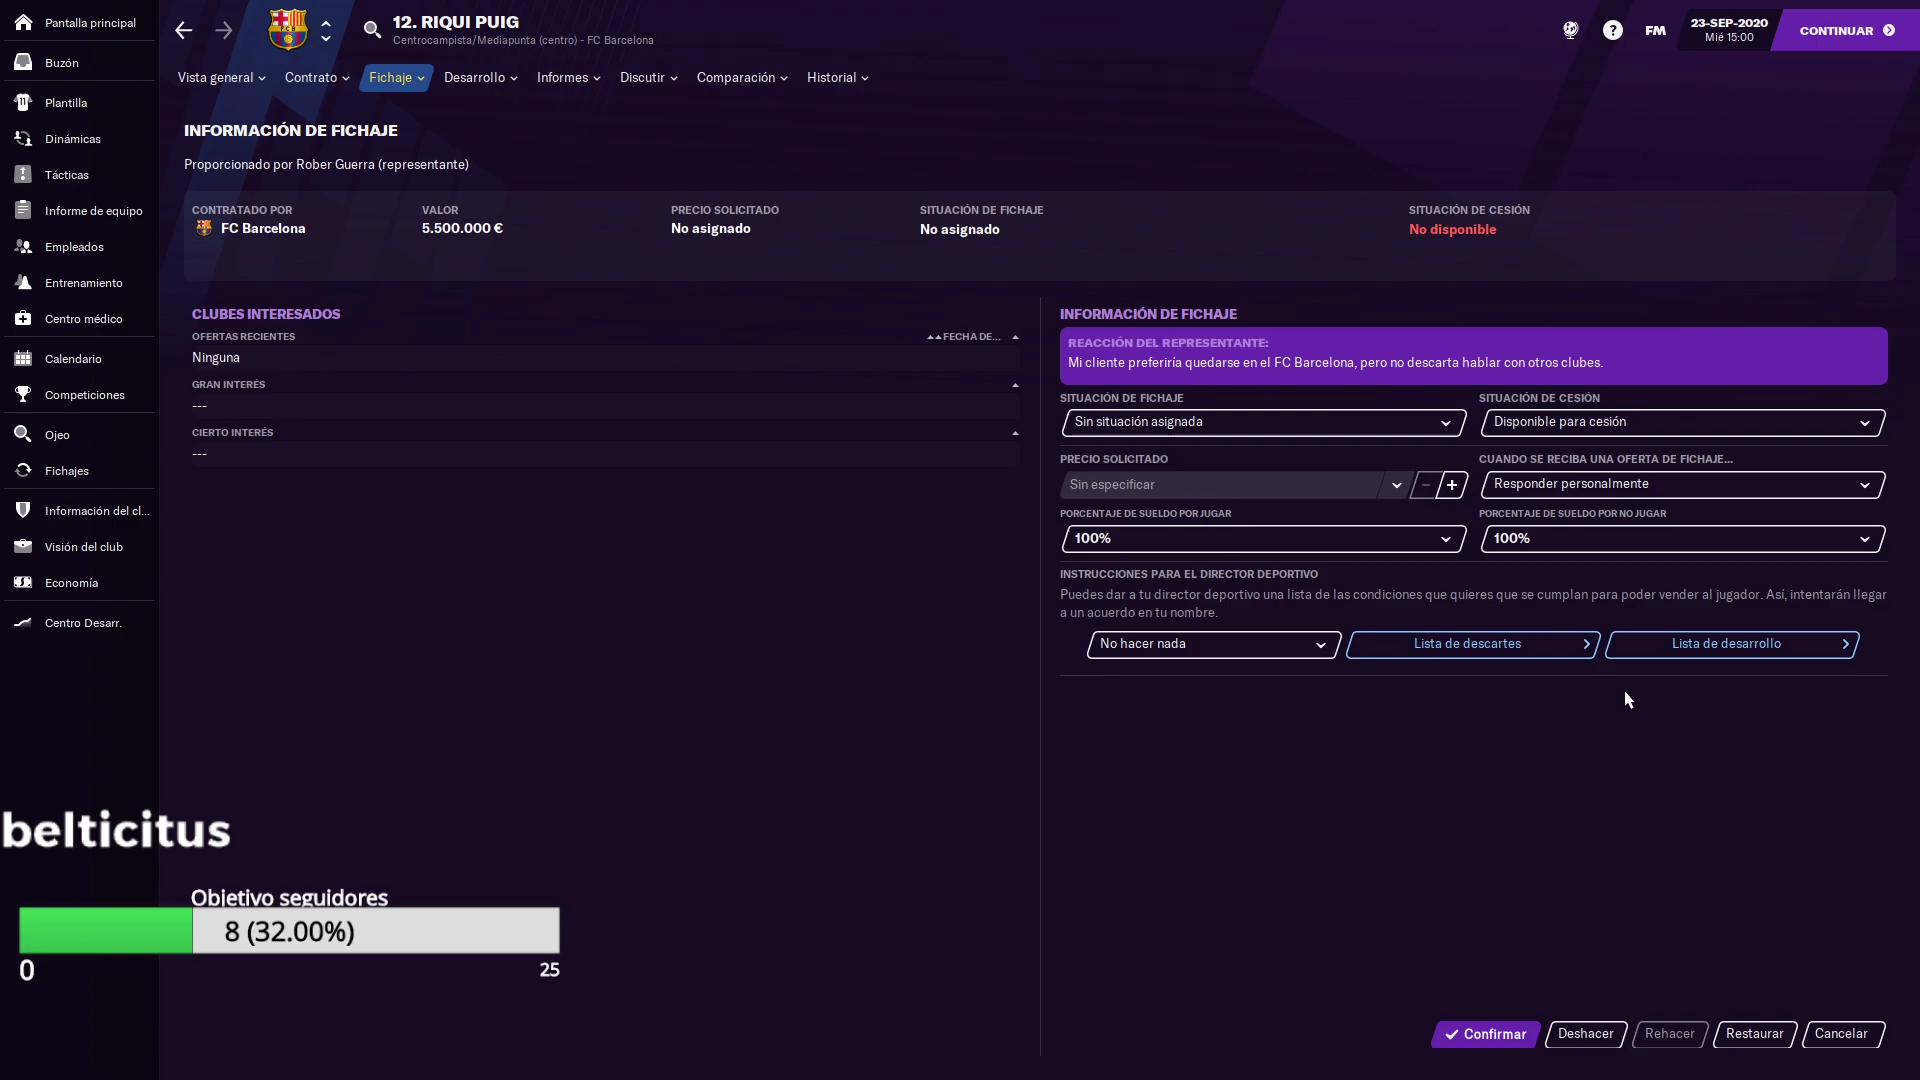 Pantalla principal
Buzón
Plantilla
Dinámicas
Tácticas
Informe de equipo
Empleados
Entrenamiento
Centro médico
Calendario
Competiciones
Ojeo
Fichajes
Información del cl...
Visión del club
Economía
Centro Desarr.
12. RIQUI PUIG
Centrocampista/Mediapunta (centro) - FC Barcelona
FM
23-SEP-2020
Mié 15:00
CONTINUAR
Vista general
Contrato
Fichaje
Desarrollo
Informes
Discutir
Comparación
Historial
INFORMACIÓN DE FICHAJE
Proporcionado por Rober Guerra (representante)
CONTRATADO POR
FC Barcelona
VALOR
5.500.000 €
PRECIO SOLICITADO
No asignado
SITUACIÓN DE FICHAJE
No asignado
SITUACIÓN DE CESIÓN
No disponible
CLUBES INTERESADOS
OFERTAS RECIENTES FECHA DE...
Ninguna
GRAN INTERÉS
---
CIERTO INTERÉS
---
INFORMACIÓN DE FICHAJE
REACCIÓN DEL REPRESENTANTE:
Mi cliente preferiría quedarse en el FC Barcelona, pero no descarta hablar con otros clubes.
SITUACIÓN DE FICHAJE
Sin situación asignada
SITUACIÓN DE CESIÓN
Disponible para cesión
PRECIO SOLICITADO
Sin especificar
CUANDO SE RECIBA UNA OFERTA DE FICHAJE...
Responder personalmente
PORCENTAJE DE SUELDO POR JUGAR
100%
PORCENTAJE DE SUELDO POR NO JUGAR
100%
INSTRUCCIONES PARA EL DIRECTOR DEPORTIVO
Puedes dar a tu director deportivo una lista de las condiciones que quieres que se cumplan para poder vender al jugador. Así, intentarán llegar
a un acuerdo en tu nombre.
No hacer nada
Lista de descartes
Lista de desarrollo
belticitus
Objetivo seguidores
8 (32.00%)
0
25
Confirmar
Deshacer
Rehacer
Restaurar
Cancelar